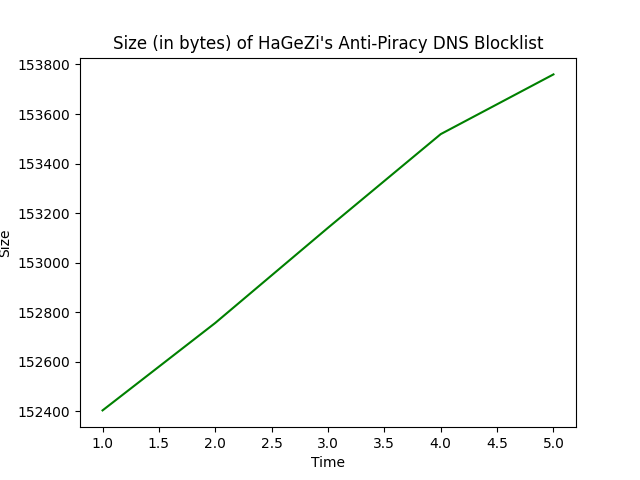 Size (in bytes) of HaGeZi's Anti-Piracy DNS Blocklist
153800
153600
153400
153200
153000
152800
152600
152400
Size
1.0 1.5 2.0 2.5 3.0 3.5 4.0 4.5 5.0
Time